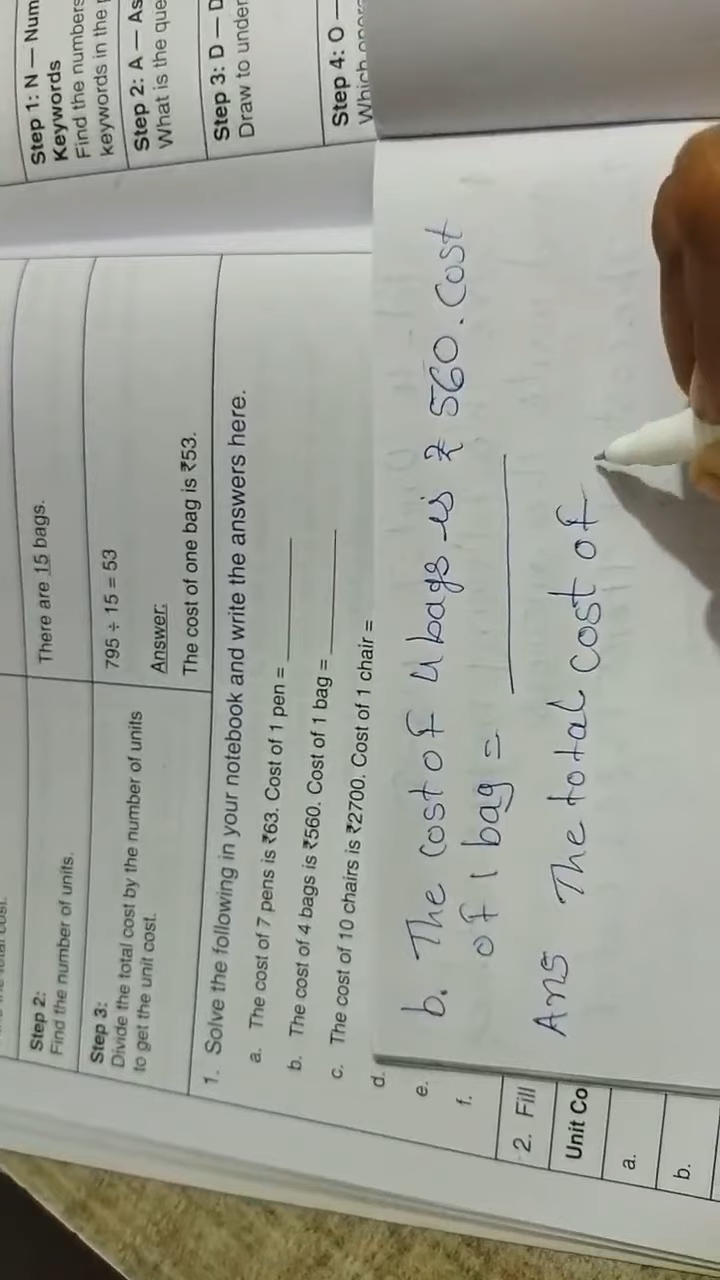 Step 1: N — Num
Keywords
Find the numbers
keywords in the
Step 2: A — As
What is the que
Step 3: D — D
Draw to under
Step 4: O —
Step 2:
Find the number of units.
There are 15 bags.
Step 3:
Divide the total cost by the number of units
to get the unit cost.
795 ÷ 15 = 53
Answer:
The cost of one bag is ₹53.
1. Solve the following in your notebook and write the answers here.
a. The cost of 7 pens is ₹63. Cost of 1 pen = ________
b. The cost of 4 bags is ₹560. Cost of 1 bag = ________
c. The cost of 10 chairs is ₹2700. Cost of 1 chair =
d.
e.
f.
2. Fill
Unit Co
a.
b.
b. The cost of 4 bags is ₹ 560. Cost
of 1 bag = ________
Ans The total cost of